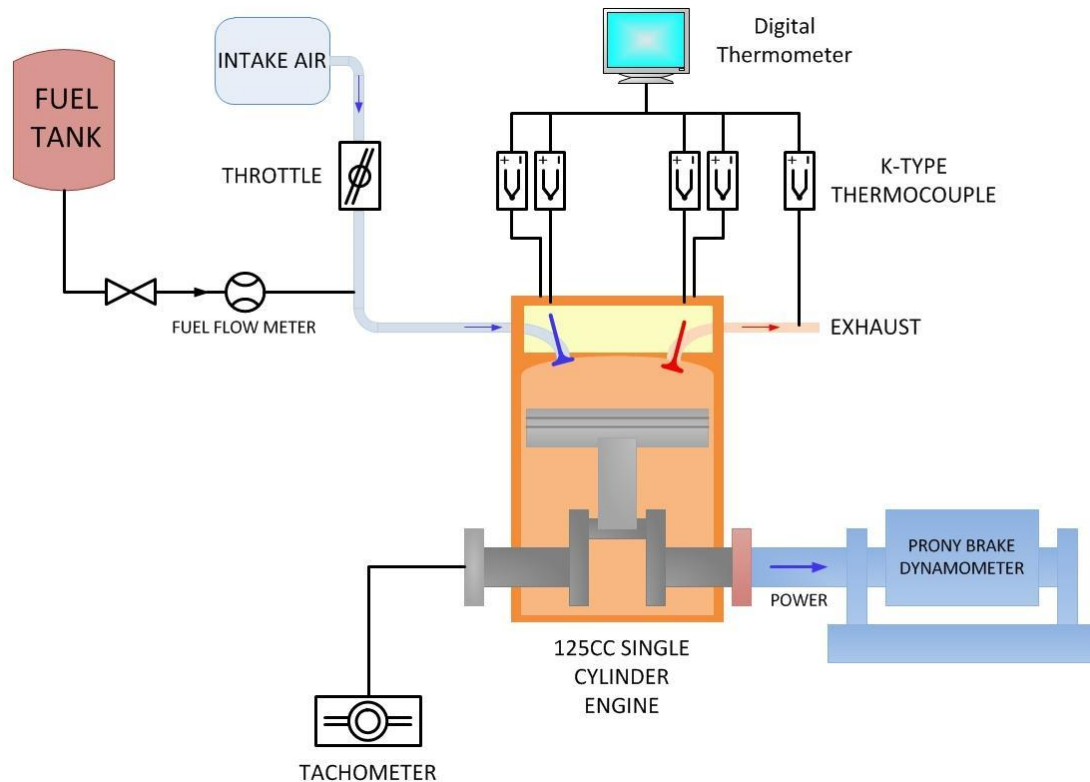 Digital
Thermometer
INTAKE AIR
FUEL
TANK
THROTTLE
+ I
+ I
+ I
+ I
+ I
K-TYPE
THERMOCOUPLE
FUEL FLOW METER
EXHAUST
PRONY BRAKE
DYNAMOMETER
POWER
125CC SINGLE
CYLINDER
ENGINE
TACHOMETER